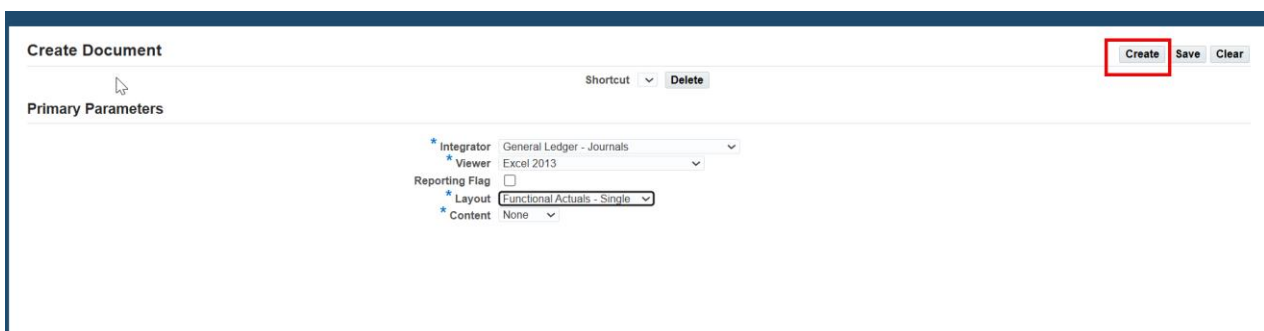 Create Document
Create Save Clear
Shortcut Delete
Primary Parameters
* Integrator General Ledger - Journals
* Viewer Excel 2013
Reporting Flag
* Layout Functional Actuals - Single
* Content None